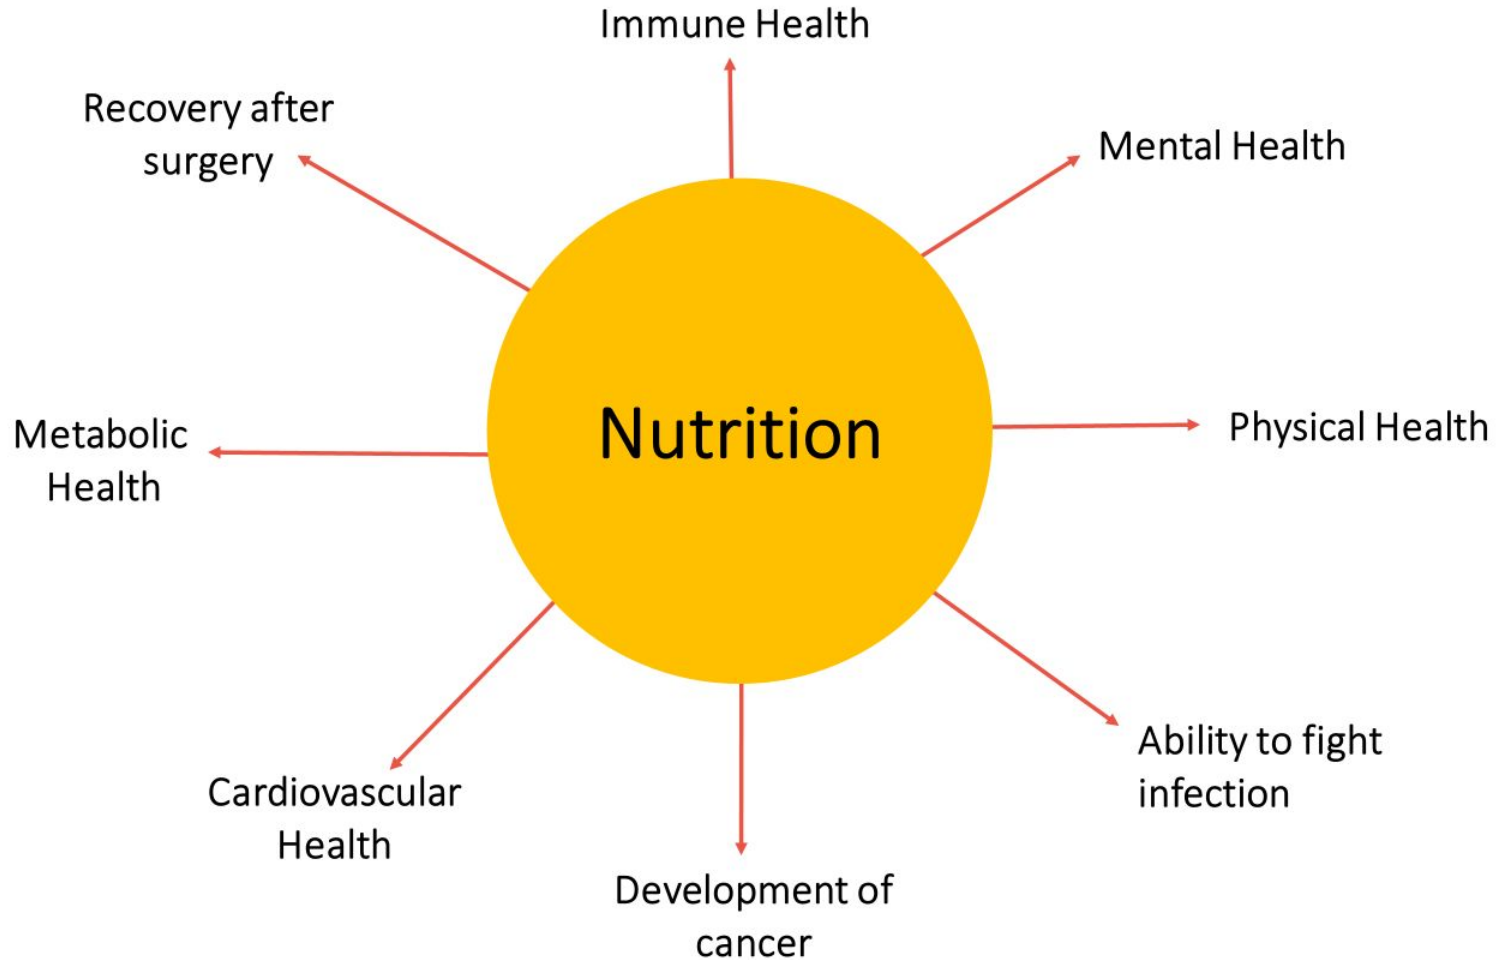 Immune Health
Recovery after
surgery
Mental Health
Metabolic
Health
Nutrition
Physical Health
Ability to fight
infection
Cardiovascular
Health
Development of
cancer